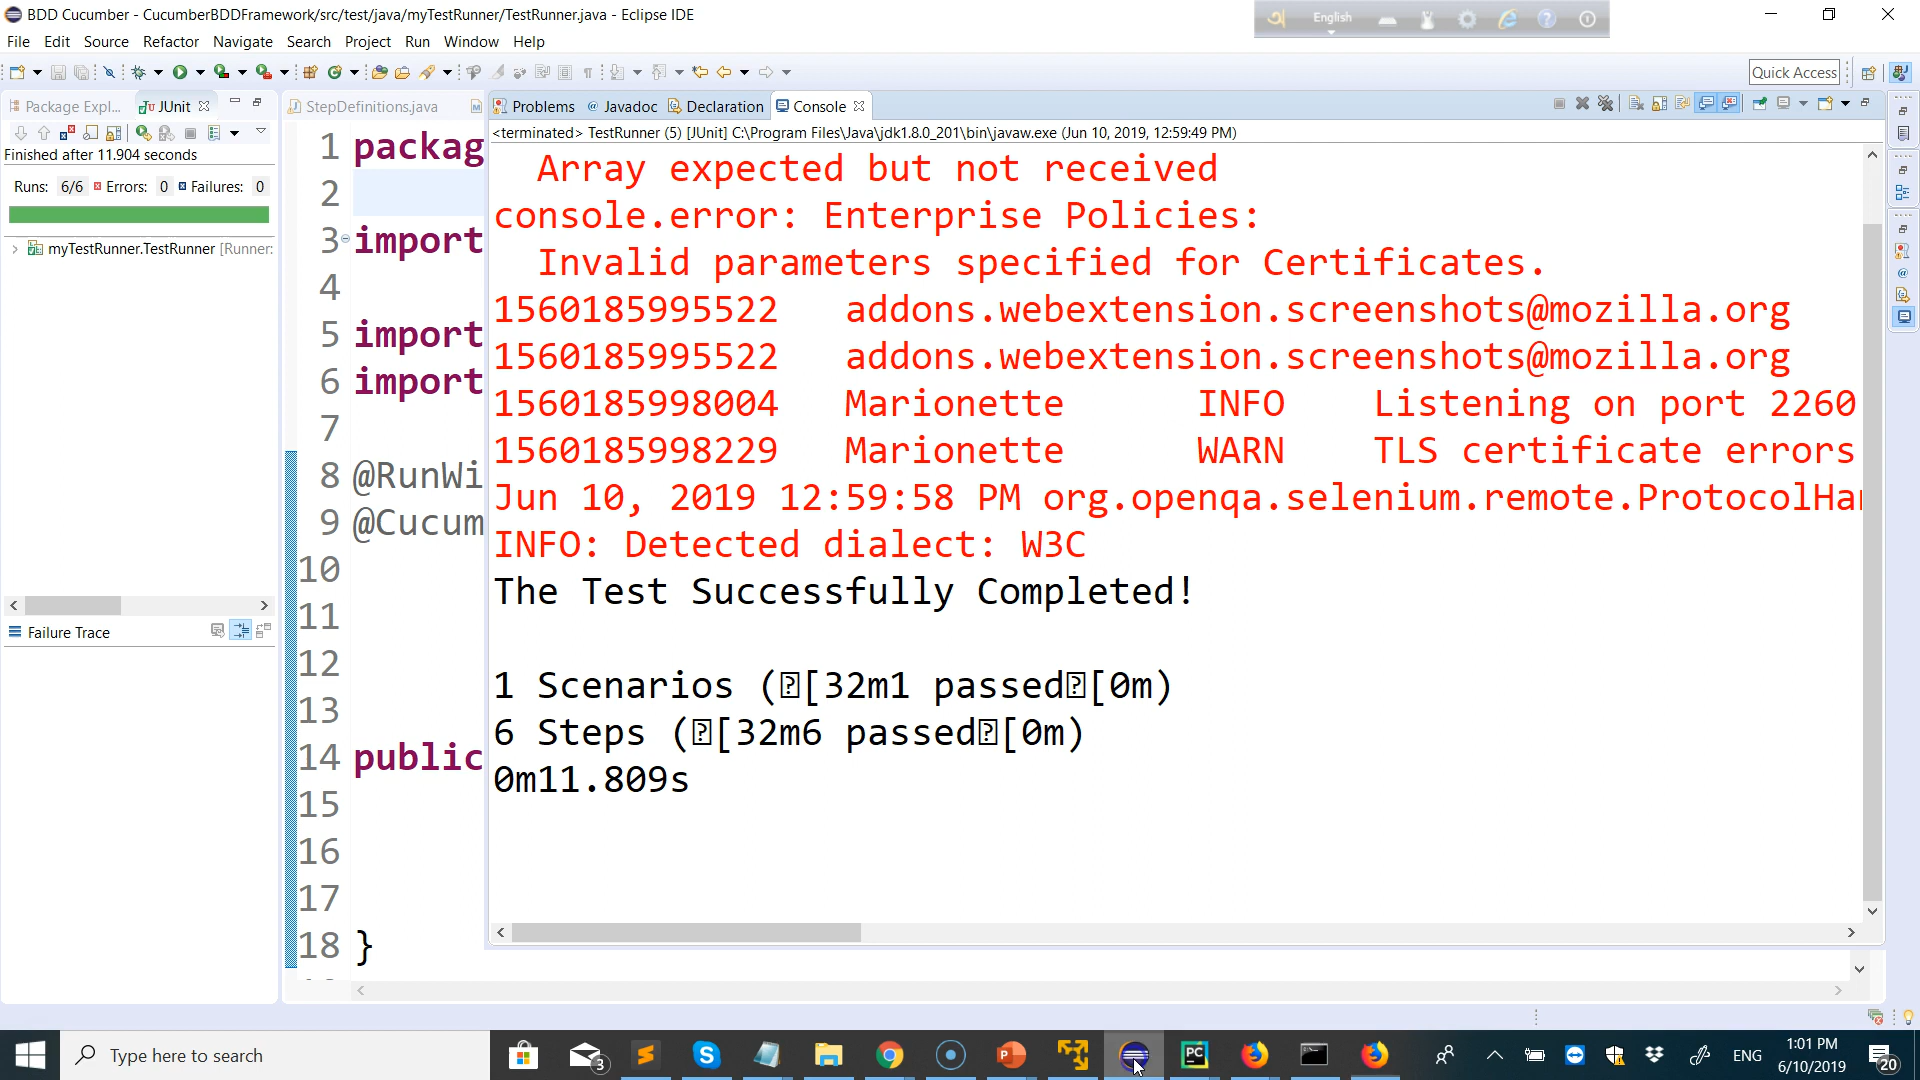 BDD Cucumber - CucumberBDDFramework/src/test/java/myTestRunner/TestRunner.java - Eclipse IDE
English
File Edit Source Refactor Navigate Search Project Run Window Help
Quick Access
Package Expl... JUnit
StepDefinitions.java
Problems Javadoc Declaration Console
<terminated> TestRunner (5) [JUnit] C:\Program Files\Java\jdk1.8.0_201\bin\javaw.exe (Jun 10, 2019, 12:59:49 PM)
Finished after 11.904 seconds
Runs: 6/6 Errors: 0 Failures: 0
myTestRunner.TestRunner [Runner:
Failure Trace
1 packag
2
3 import
4
5 import
6 import
7
8 @RunWi
9 @Cucum
10
11
12
13
14 public
15
16
17
18 }
Array expected but not received
console.error: Enterprise Policies:
Invalid parameters specified for Certificates.
1560185995522 addons.webextension.screenshots@mozilla.org
1560185995522 addons.webextension.screenshots@mozilla.org
1560185998004 Marionette INFO Listening on port 2260
1560185998229 Marionette WARN TLS certificate errors
Jun 10, 2019 12:59:58 PM org.openqa.selenium.remote.ProtocolHa
INFO: Detected dialect: W3C
The Test Successfully Completed!
1 Scenarios (�[32m1 passed�[0m)
6 Steps (�[32m6 passed�[0m)
0m11.809s
Type here to search
3
PC
ENG
1:01 PM
6/10/2019
20